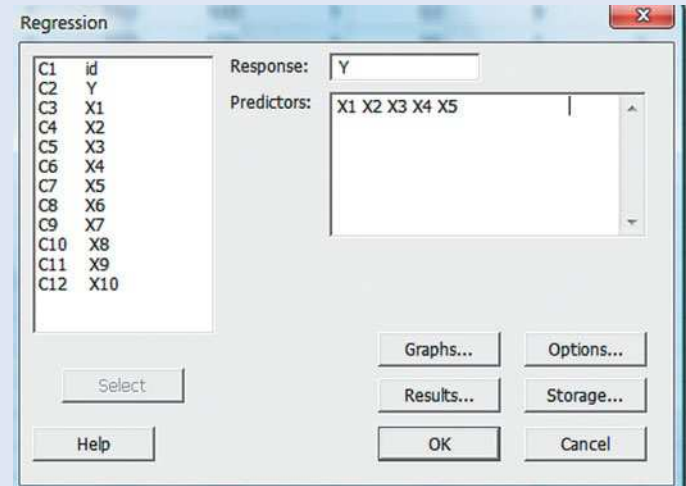 Regression
C1 id
C2 Y
C3 X1
C4 X2
C5 X3
C6 X4
C7 X5
C8 X6
C9 X7
C10 X8
C11 X9
C12 X10
Response: Y
Predictors: X1 X2 X3 X4 X5
Select
Graphs... Options...
Results... Storage...
Help OK Cancel